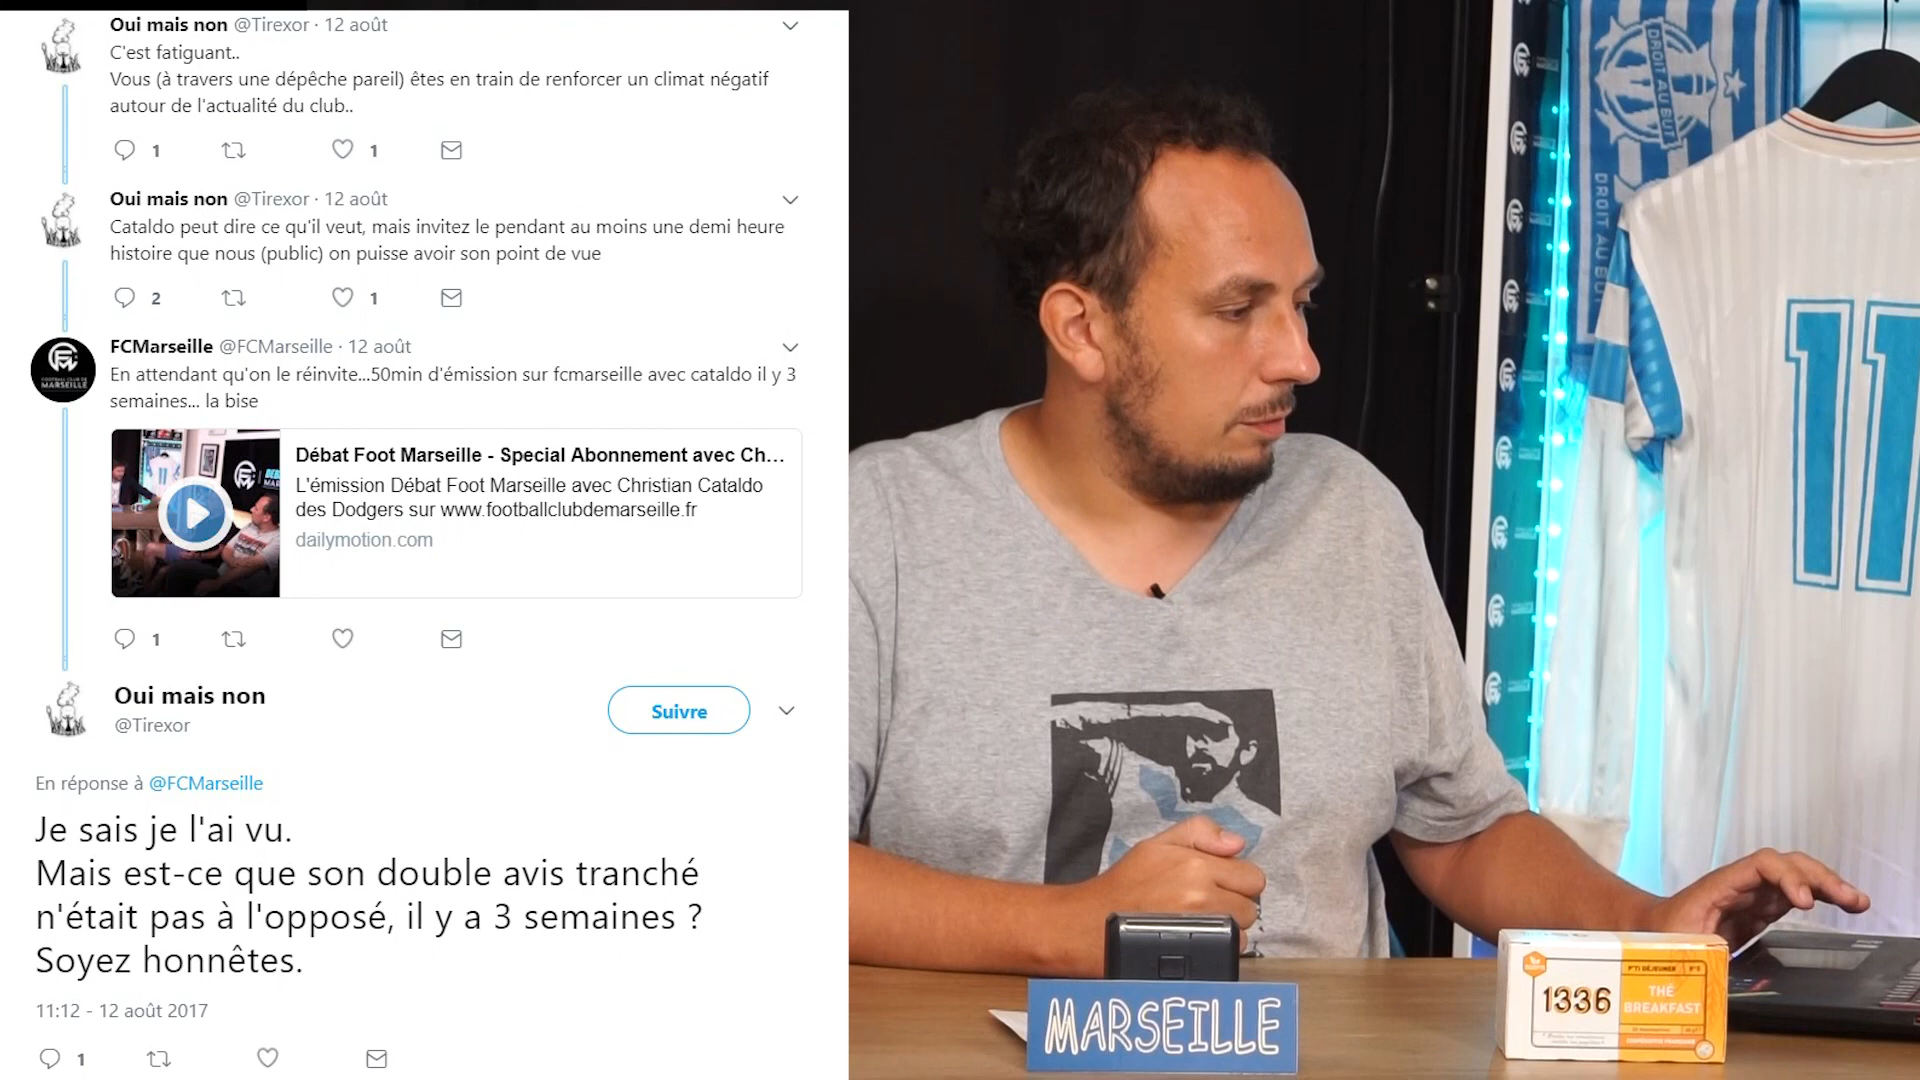 Oui mais non @Tirexor · 12 août
C'est fatiguant..
Vous (à travers une dépêche pareil) êtes en train de renforcer un climat négatif
autour de l'actualité du club..
1
1
Oui mais non @Tirexor · 12 août
Cataldo peut dire ce qu'il veut, mais invitez le pendant au moins une demi heure
histoire que nous (public) on puisse avoir son point de vue
2
1
FCMarseille @FCMarseille · 12 août
En attendant qu'on le réinvite...50min d'émission sur fcmarseille avec cataldo il y 3
semaines... la bise
Débat Foot Marseille - Special Abonnement avec Ch...
L'émission Débat Foot Marseille avec Christian Cataldo
des Dodgers sur www.footballclubdemarseille.fr
dailymotion.com
1
Oui mais non
@Tirexor
Suivre
En réponse à @FCMarseille
Je sais je l'ai vu.
Mais est-ce que son double avis tranché
n'était pas à l'opposé, il y a 3 semaines ?
Soyez honnêtes.
11:12 - 12 août 2017
1
DROIT AU BUT
DROIT AU BUT
11
MARSEILLE
P'TI DÉJEUNER
1336
THÉ
BREAKFAST